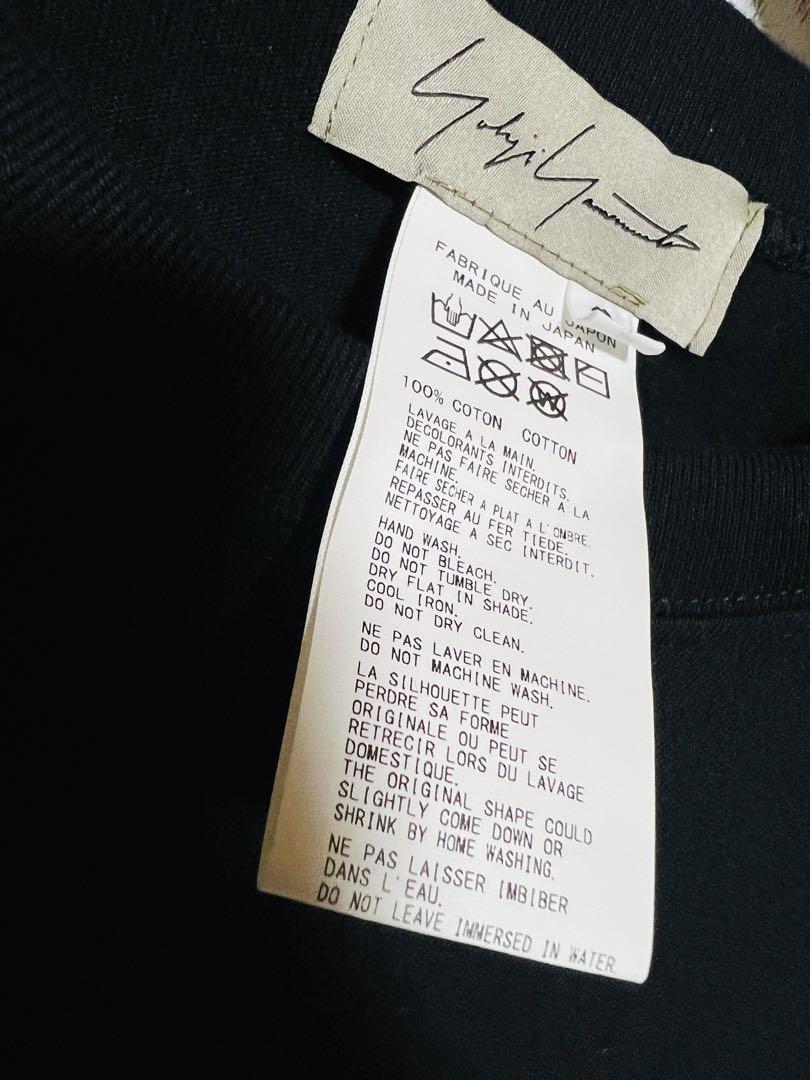 Yohji Yamamoto
FABRIQUE AU JAPON
MADE IN JAPAN
W
100% COTON COTTON
LAVAGE A LA MAIN.
DECOLORANTS INTERDITS.
NE PAS FAIRE SECHER A LA
MACHINE.
FAIRE SECHER A PLAT A L'OMBRE.
REPASSER AU FER TIEDE.
NETTOYAGE A SEC INTERDIT.
HAND WASH.
DO NOT BLEACH.
DO NOT TUMBLE DRY.
DRY FLAT IN SHADE.
COOL IRON.
DO NOT DRY CLEAN.
NE PAS LAVER EN MACHINE.
DO NOT MACHINE WASH.
LA SILHOUETTE PEUT
PERDRE SA FORME
ORIGINALE OU PEUT SE
RETRECIR LORS DU LAVAGE
DOMESTIQUE.
THE ORIGINAL SHAPE COULD
SLIGHTLY COME DOWN OR
SHRINK BY HOME WASHING.
NE PAS LAISSER IMBIBER
DANS L'EAU.
DO NOT LEAVE IMMERSED IN WATER